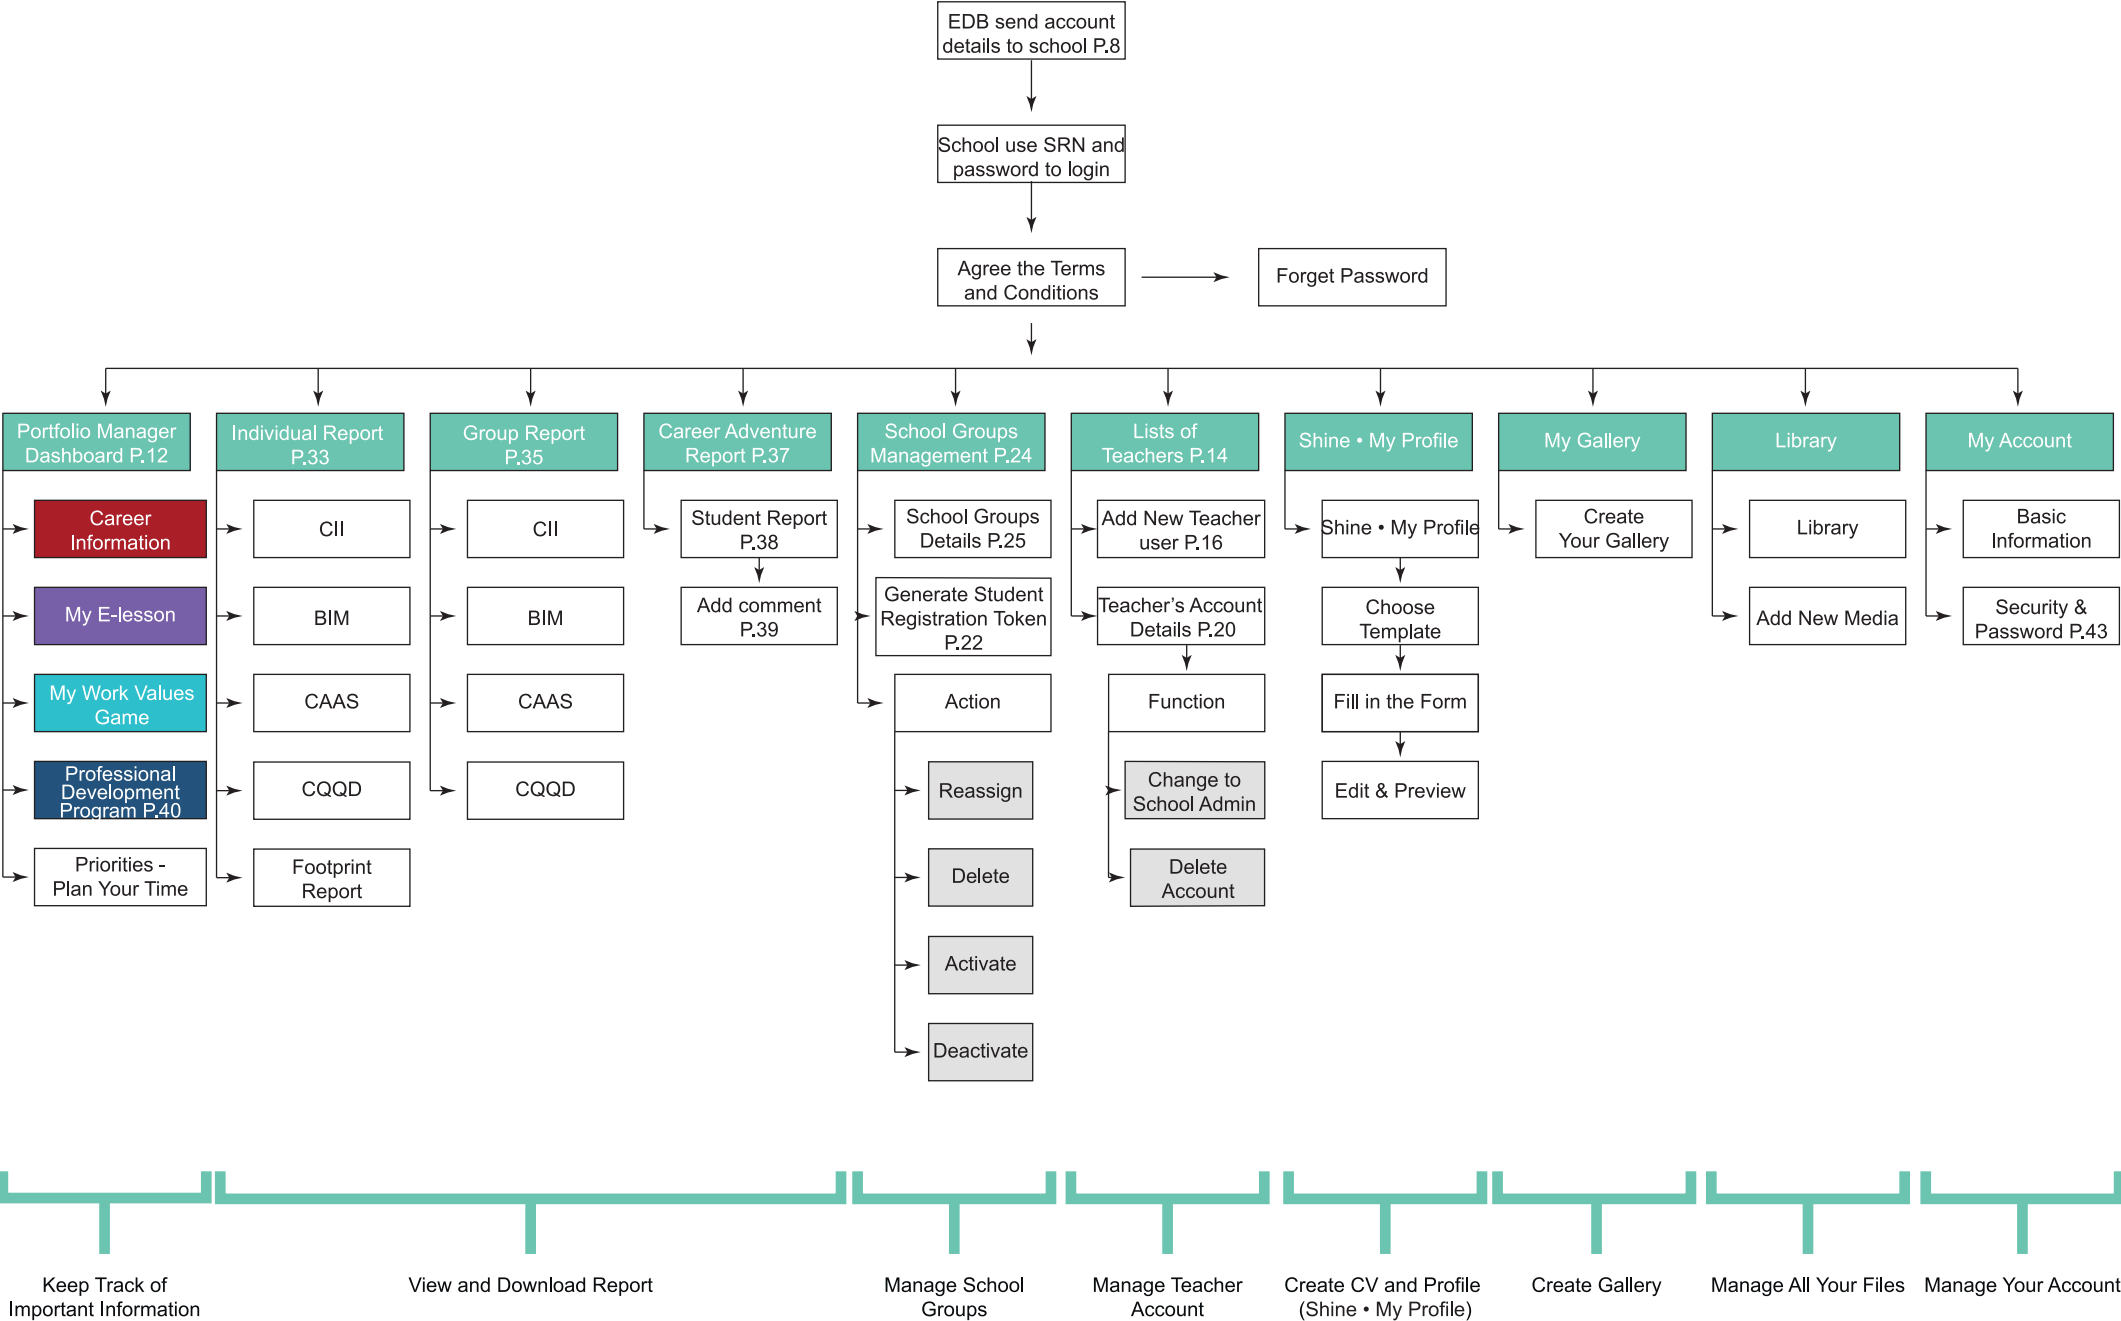 EDB send account
details to school P.8
School use SRN and
password to login
Agree the Terms
and Conditions
Forget Password
Portfolio Manager
Dashboard P.12
Career
Information
My E-lesson
My Work Values
Game
Professional
Development
Program P.40
Priorities -
Plan Your Time
Individual Report
P.33
CII
BIM
CAAS
CQQD
Footprint
Report
Group Report
P.35
CII
BIM
CAAS
CQQD
Career Adventure
Report P.37
Student Report
P.38
Add comment
P.39
School Groups
Management P.24
School Groups
Details P.25
Generate Student
Registration Token
P.22
Action
Reassign
Delete
Activate
Deactivate
Lists of
Teachers P.14
Add New Teacher
user P.16
Teacher's Account
Details P.20
Function
Change to
School Admin
Delete
Account
Shine • My Profile
Shine • My Profile
Choose
Template
Fill in the Form
Edit & Preview
My Gallery
Create
Your Gallery
Library
Library
Add New Media
My Account
Basic
Information
Security &
Password P.43
Keep Track of
Important Information
View and Download Report
Manage School
Groups
Manage Teacher
Account
Create CV and Profile
(Shine • My Profile)
Create Gallery
Manage All Your Files
Manage Your Account